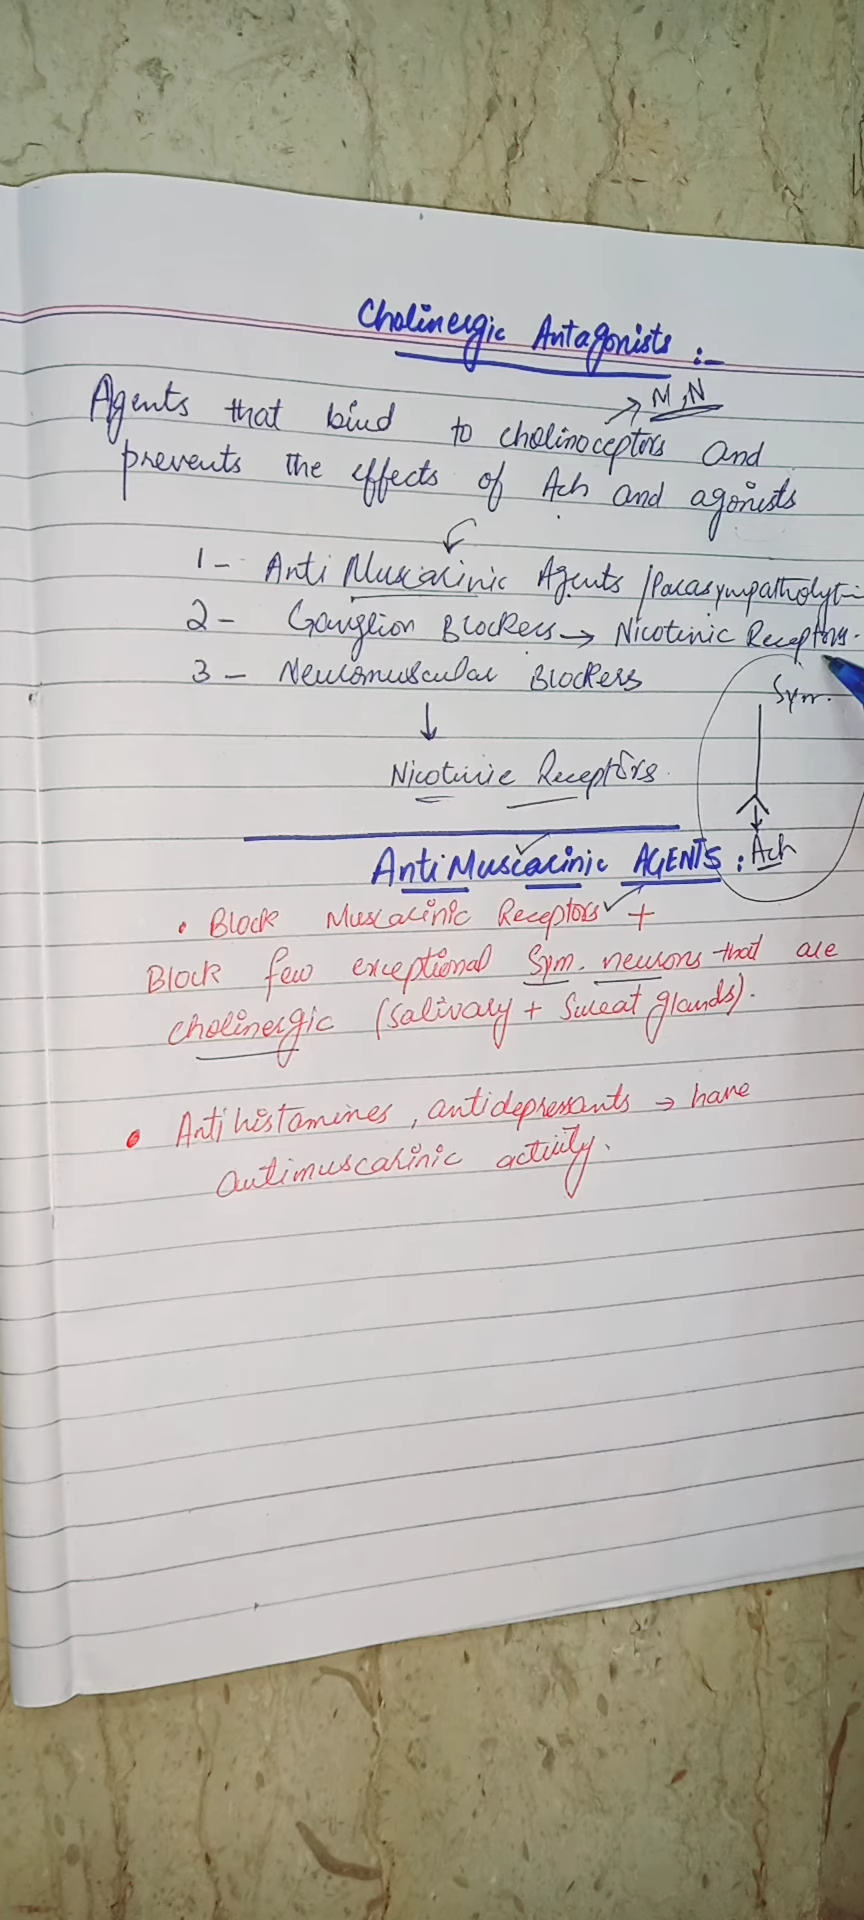 Cholinergic Antagonists :-
M, N
Agents that bind to cholinoceptors and
prevents the effects of Ach and agonists
1- Anti Muscarinic Agents /Parasympatholyti
2- Ganglion Blockers → Nicotinic Receptors.
3- Neuromuscular Blockers
Sym.
↓
Nicotinic Receptors.
Ach
AntiMuscarinic AGENTS :
• Block Muscarinic Receptors +
Block few exceptional Sym. neurons that are
cholinergic (salivary + Sweat glands).
• Antihistamines, antidepressants → have
antimuscarinic activity.